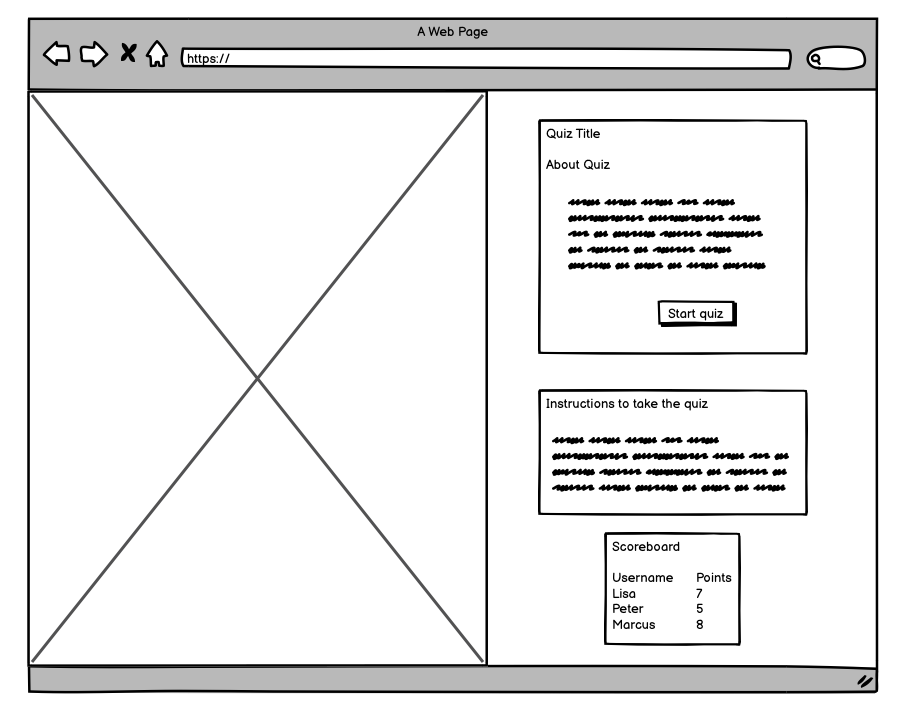 A Web Page
https://
Quiz Title
About Quiz
Start quiz
Instructions to take the quiz
Scoreboard
Username Points
Lisa 7
Peter 5
Marcus 8